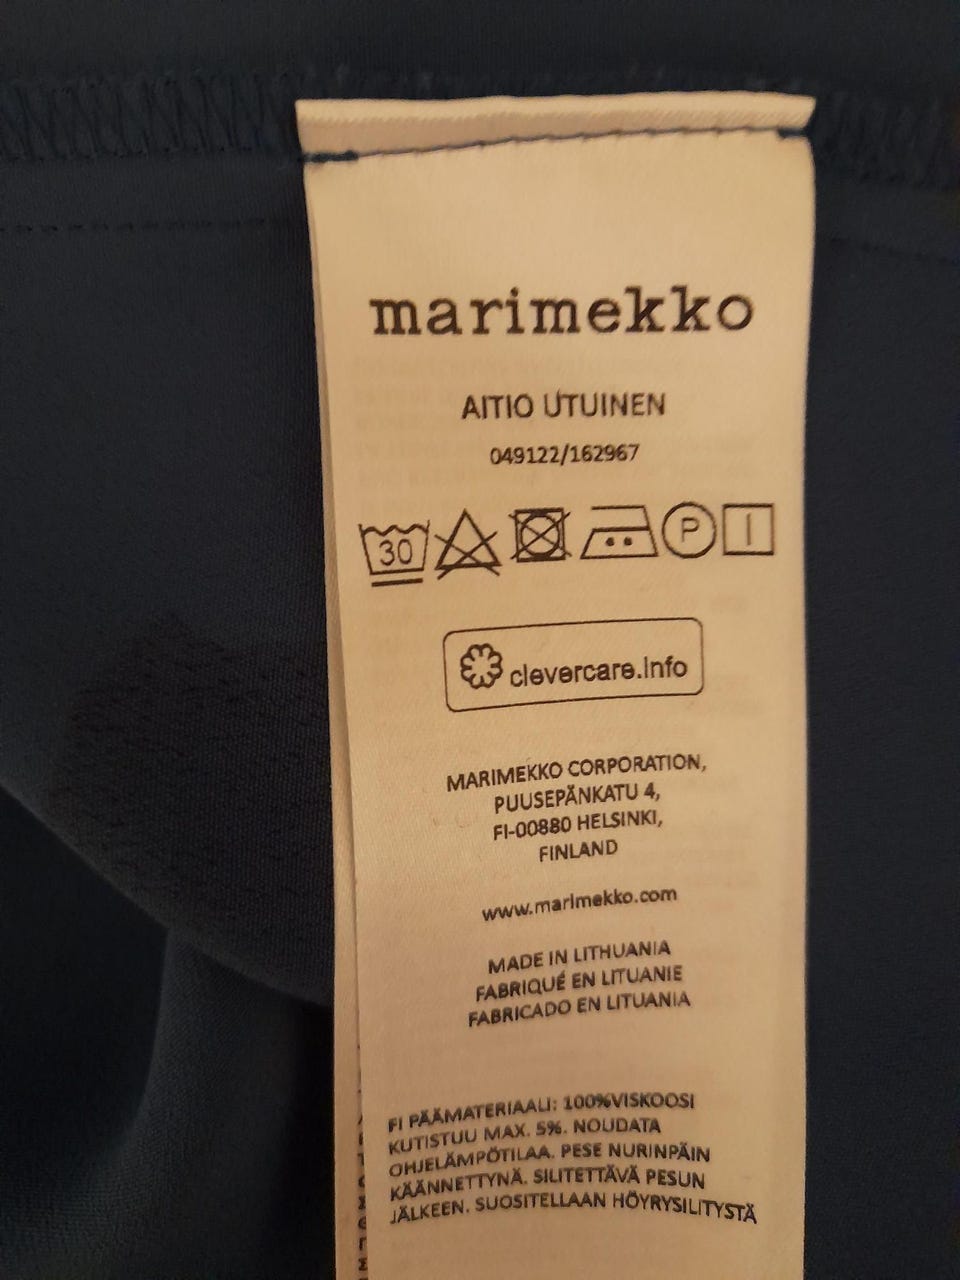 marimekko
AITIO UTUINEN
049122/162967
30 P
clevercare.info
MARIMEKKO CORPORATION,
PUUSEPÄNKATU 4,
FI-00880 HELSINKI,
FINLAND
www.marimekko.com
MADE IN LITHUANIA
FABRIQUÉ EN LITUANIE
FABRICADO EN LITUANIA
FI PÄÄMATERIAALI: 100%VISKOOSI
KUTISTUU MAX. 5%. NOUDATA
OHJELÄMPÖTILAA. PESE NURINPÄIN
KÄÄNNETTYNÄ. SILITETTÄVÄ PESUN
JÄLKEEN. SUOSITELLAAN HÖYRYSILITYSTÄ